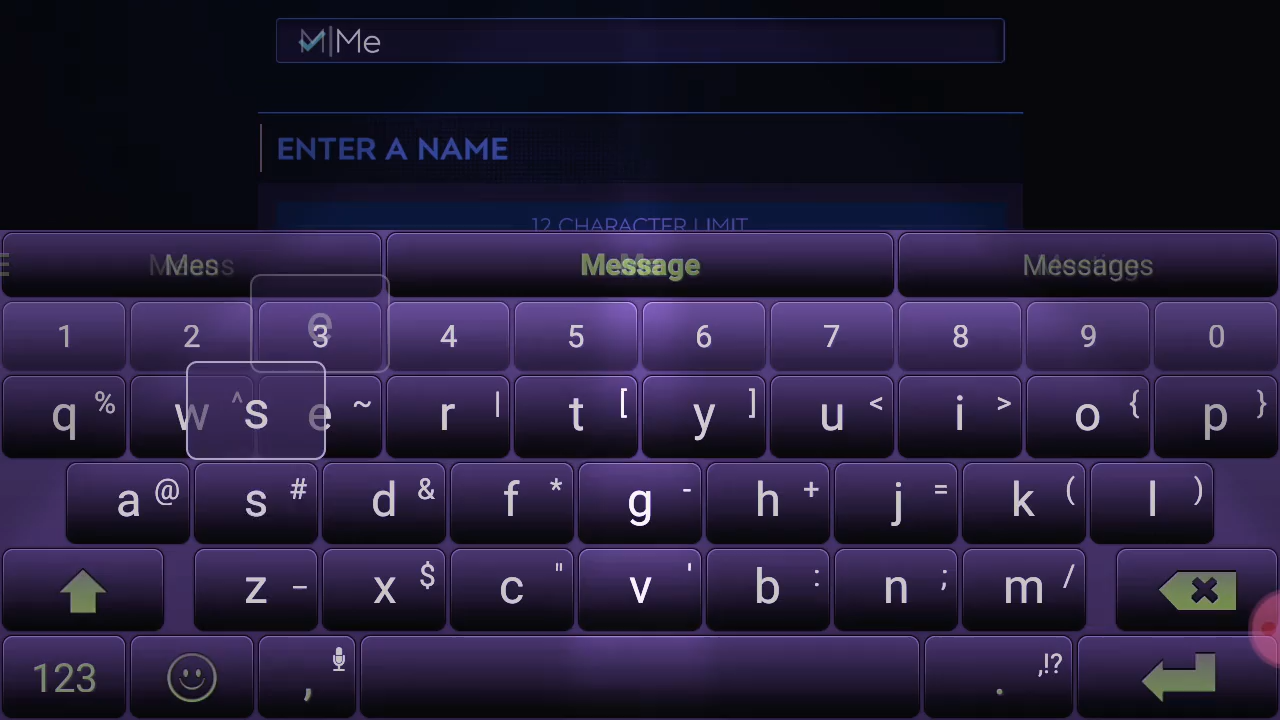 Me
ENTER A NAME
12 CHARACTER LIMIT
Mes Message Messages
1 2 3 4 5 6 7 8 9 0
e
q % w ^ e ~ r | t [ y ] u < i > o { p }
s
a @ s # d & f * g - h + j = k ( l )
z _ x $ c " v ' b : n ; m /
123 , . ,!?